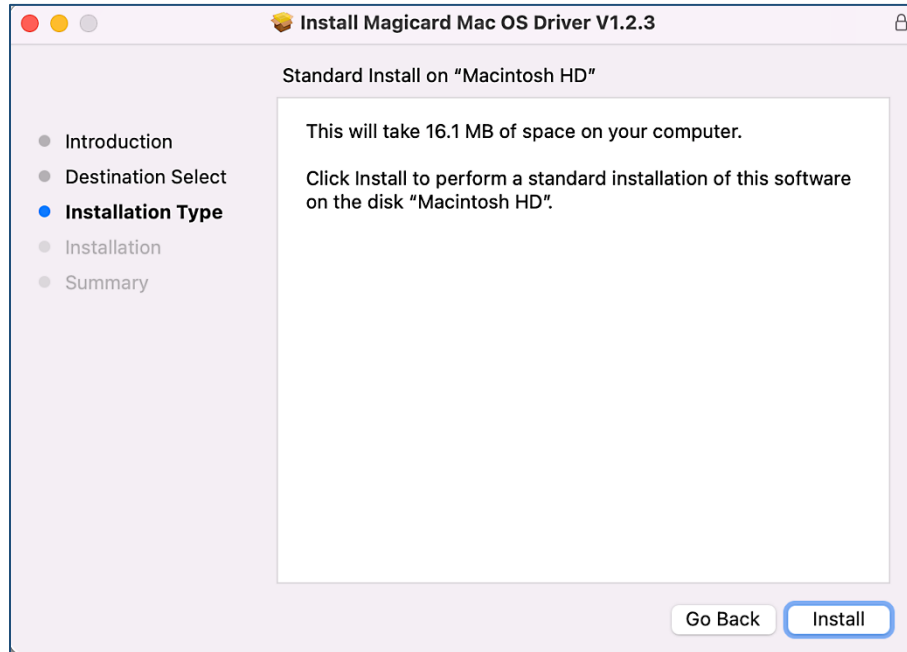 Install Magicard Mac OS Driver V1.2.3
Standard Install on “Macintosh HD”
Introduction
Destination Select
Installation Type
Installation
Summary
This will take 16.1 MB of space on your computer.
Click Install to perform a standard installation of this software
on the disk “Macintosh HD”.
Go Back
Install